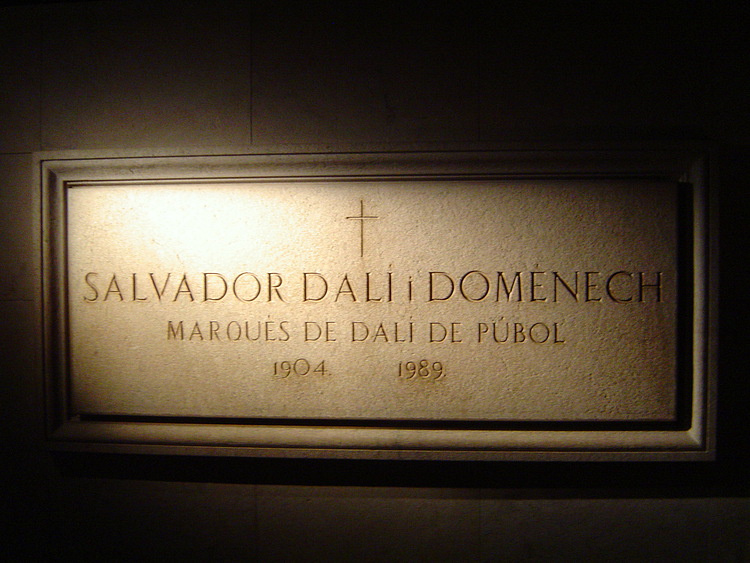 SALVADOR DALÍ i DOMÈNECH
MARQUÈS DE DALÍ DE PÚBOL
1904. 1989.